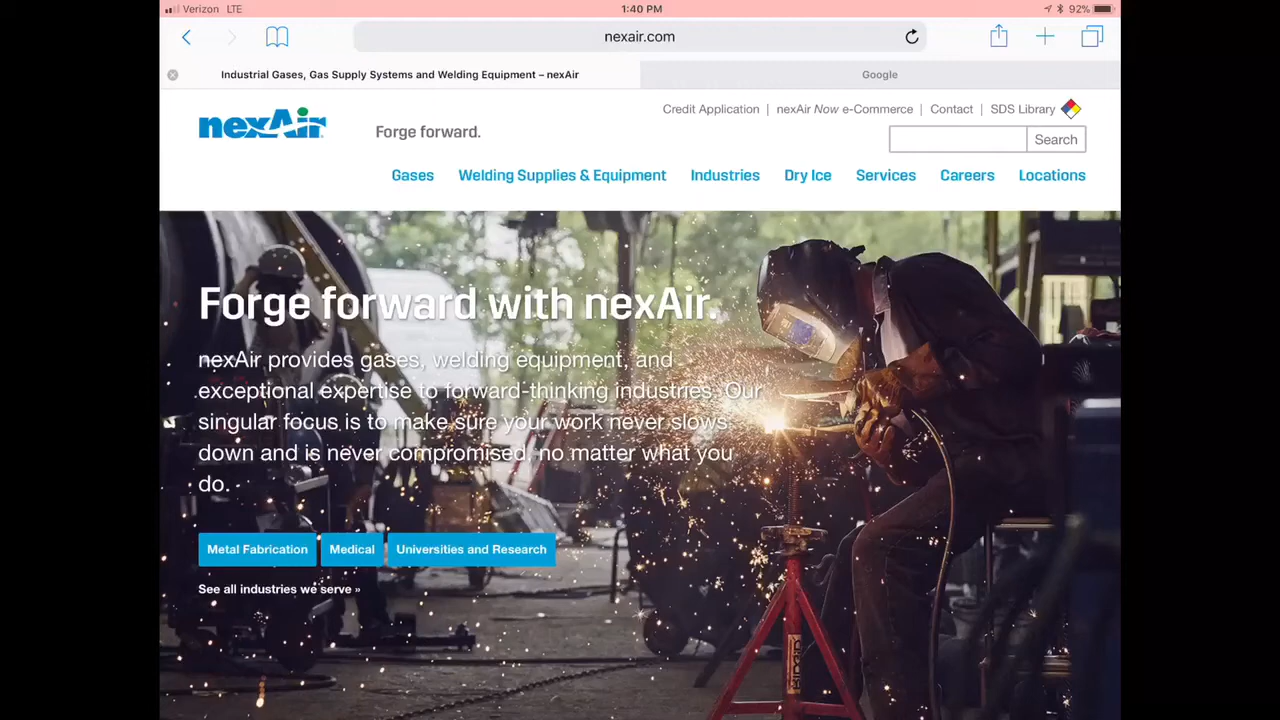 Verizon LTE 1:40 PM 92%
nexair.com
Industrial Gases, Gas Supply Systems and Welding Equipment – nexAir Google
Credit Application | nexAir Now e-Commerce | Contact | SDS Library
nexAir Forge forward.
Search
Gases Welding Supplies & Equipment Industries Dry Ice Services Careers Locations
Forge forward with nexAir.
nexAir provides gases, welding equipment, and
exceptional expertise to forward-thinking industries. Our
singular focus is to make sure your work never slows
down and is never compromised, no matter what you
do.
Metal Fabrication Medical Universities and Research
See all industries we serve »